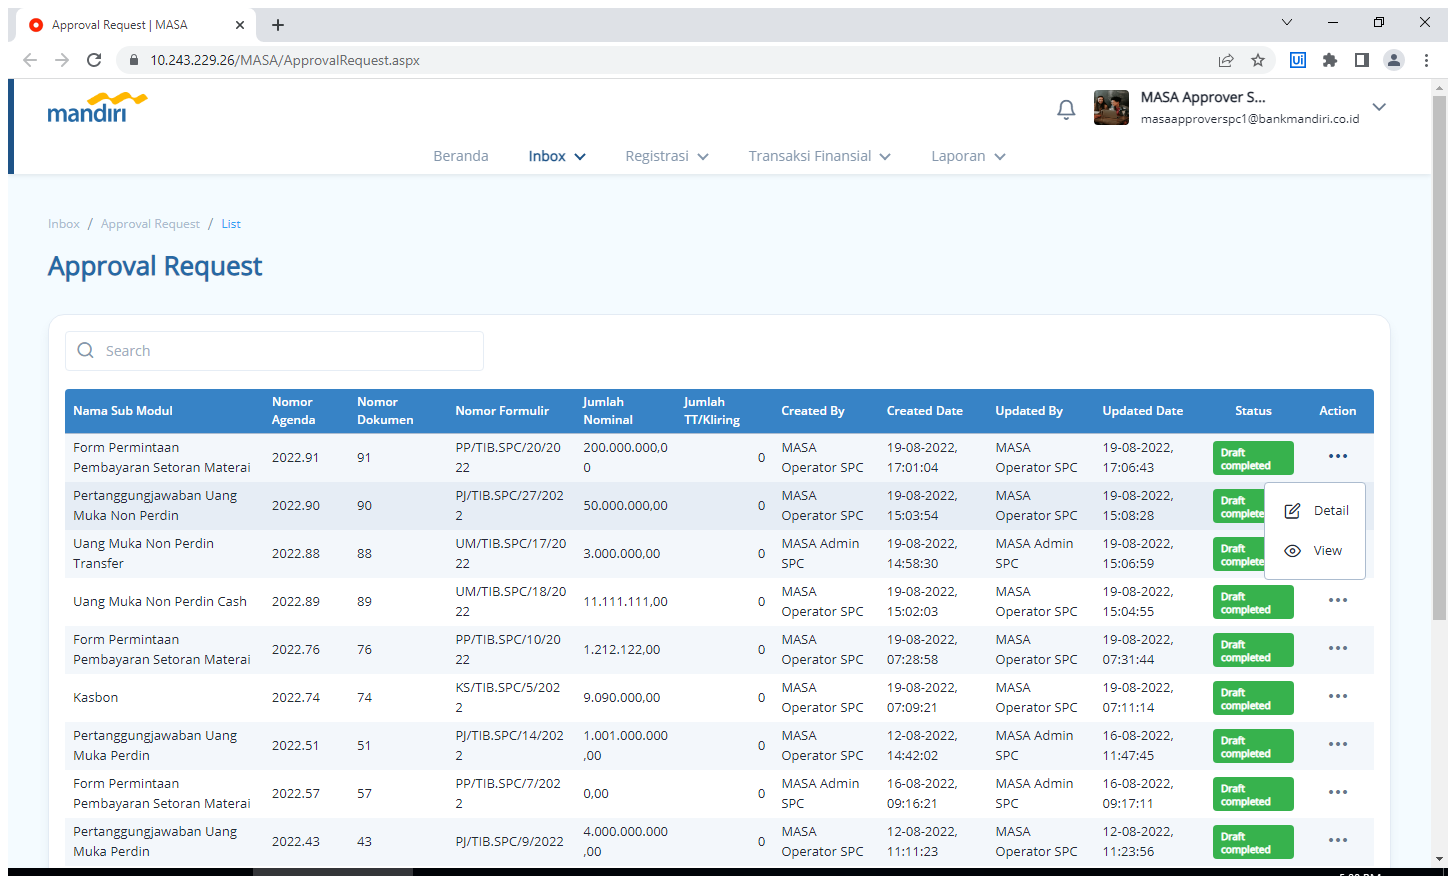 Approval Request | MASA
10.243.229.26/MASA/ApprovalRequest.aspx
Ui
mandiri
MASA Approver S...
masaapproverspc1@bankmandiri.co.id
Beranda Inbox Registrasi Transaksi Finansial Laporan
Inbox / Approval Request / List
Approval Request
Search
Nama Sub Modul Nomor Agenda Nomor Dokumen Nomor Formulir Jumlah Nominal Jumlah TT/Kliring Created By Created Date Updated By Updated Date Status Action
Form Permintaan Pembayaran Setoran Materai 2022.91 91 PP/TIB.SPC/20/2022 200.000.000,00 0 MASA Operator SPC 19-08-2022, 17:01:04 MASA Operator SPC 19-08-2022, 17:06:43 Draft completed
Pertanggungjawaban Uang Muka Non Perdin 2022.90 90 PJ/TIB.SPC/27/2022 50.000.000,00 0 MASA Operator SPC 19-08-2022, 15:03:54 MASA Operator SPC 19-08-2022, 15:08:28 Draft complete
Detail
Uang Muka Non Perdin Transfer 2022.88 88 UM/TIB.SPC/17/2022 3.000.000,00 0 MASA Admin SPC 19-08-2022, 14:58:30 MASA Admin SPC 19-08-2022, 15:06:59 Draft complete
View
Uang Muka Non Perdin Cash 2022.89 89 UM/TIB.SPC/18/2022 11.111.111,00 0 MASA Operator SPC 19-08-2022, 15:02:03 MASA Operator SPC 19-08-2022, 15:04:55 Draft completed
Form Permintaan Pembayaran Setoran Materai 2022.76 76 PP/TIB.SPC/10/2022 1.212.122,00 0 MASA Operator SPC 19-08-2022, 07:28:58 MASA Operator SPC 19-08-2022, 07:31:44 Draft completed
Kasbon 2022.74 74 KS/TIB.SPC/5/2022 9.090.000,00 0 MASA Operator SPC 19-08-2022, 07:09:21 MASA Operator SPC 19-08-2022, 07:11:14 Draft completed
Pertanggungjawaban Uang Muka Perdin 2022.51 51 PJ/TIB.SPC/14/2022 1.001.000.000,00 0 MASA Operator SPC 12-08-2022, 14:42:02 MASA Admin SPC 16-08-2022, 11:47:45 Draft completed
Form Permintaan Pembayaran Setoran Materai 2022.57 57 PP/TIB.SPC/7/2022 0,00 0 MASA Admin SPC 16-08-2022, 09:16:21 MASA Admin SPC 16-08-2022, 09:17:11 Draft completed
Pertanggungjawaban Uang Muka Perdin 2022.43 43 PJ/TIB.SPC/9/2022 4.000.000.000,00 0 MASA Operator SPC 12-08-2022, 11:11:23 MASA Operator SPC 12-08-2022, 11:23:56 Draft completed